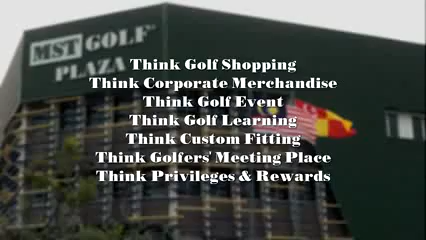 MST GOLF
PLAZA
Think Golf Shopping
Think Corporate Merchandise
Think Golf Event
Think Golf Learning
Think Custom Fitting
Think Golfers' Meeting Place
Think Privileges & Rewards